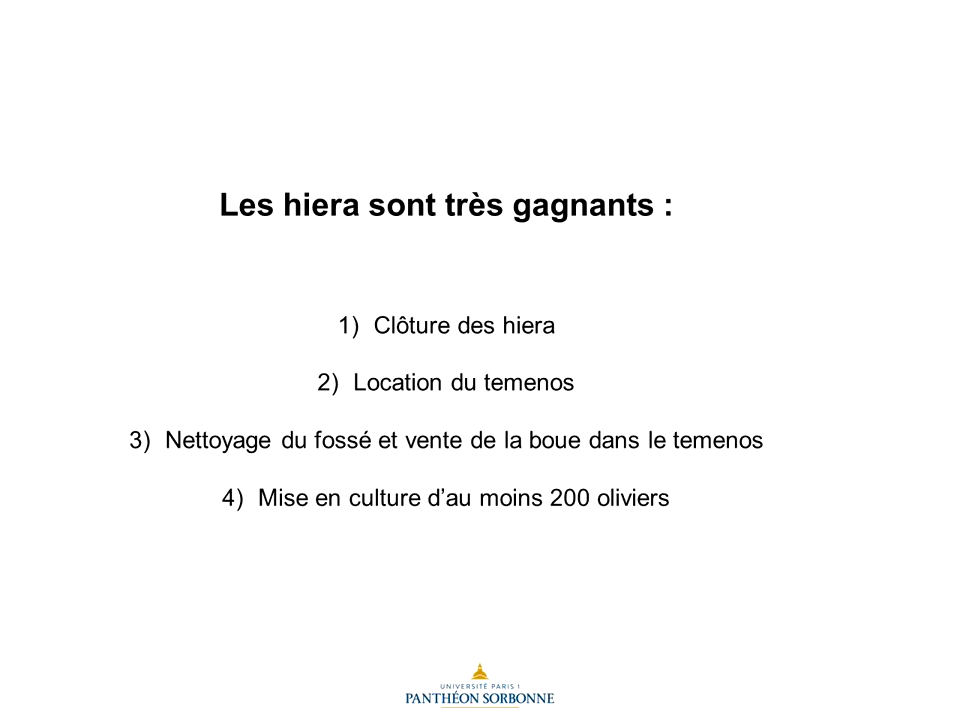 Les hiera sont très gagnants :
1) Clôture des hiera
2) Location du temenos
3) Nettoyage du fossé et vente de la boue dans le temenos
4) Mise en culture d’au moins 200 oliviers
UNIVERSITÉ PARIS 1
PANTHÉON SORBONNE